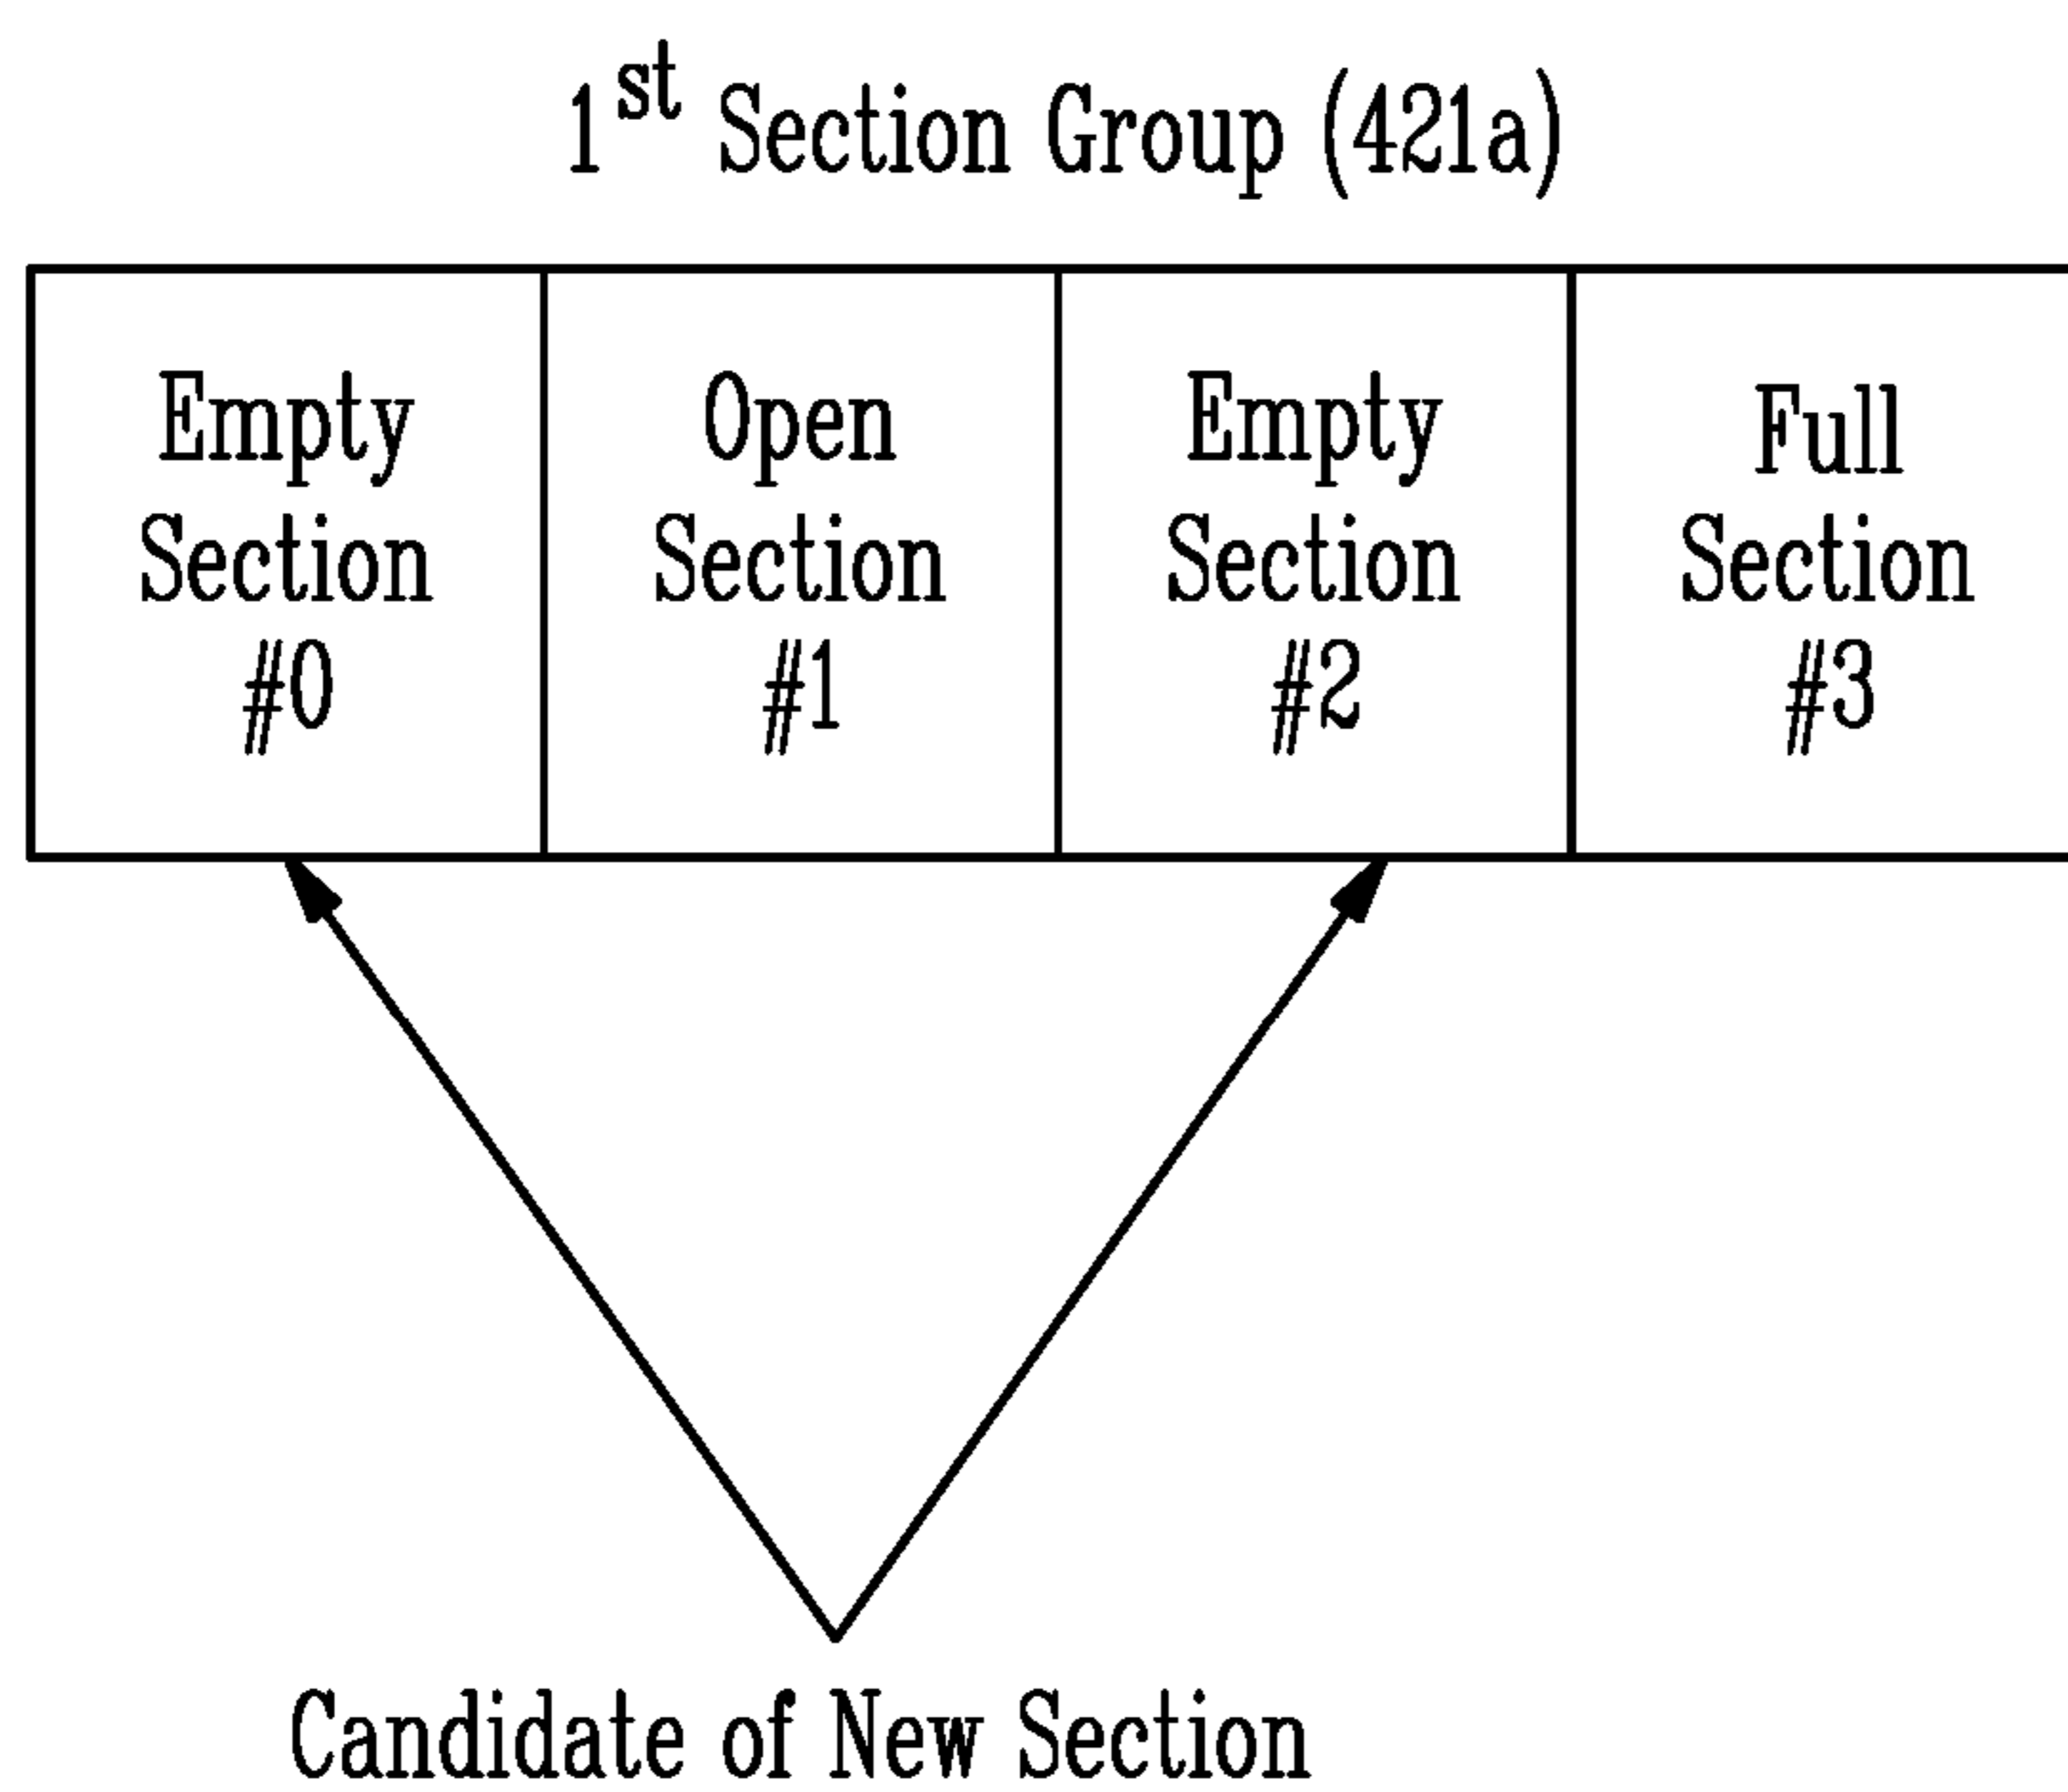 1st Section Group (421a)
Empty
Section
#0
Open
Section
#1
Empty
Section
#2
Full
Section
#3
Candidate of New Section